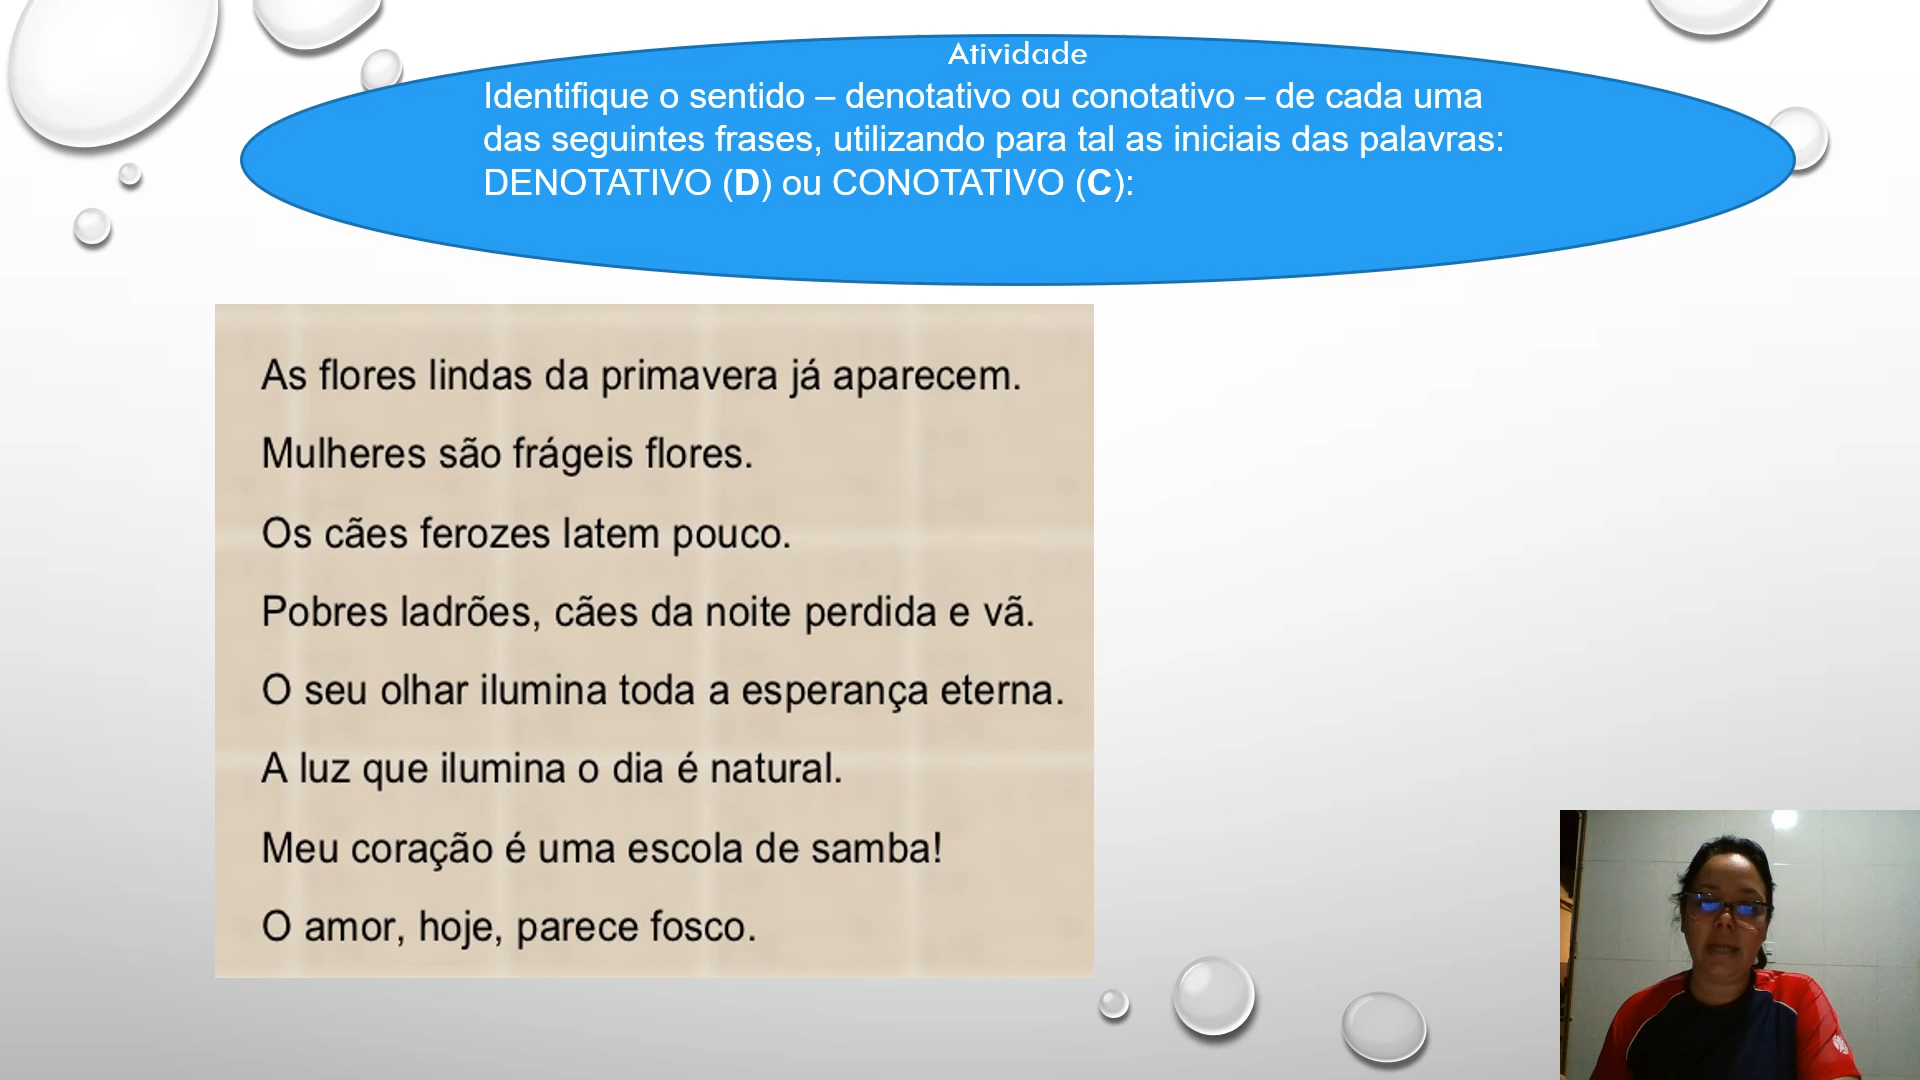 Atividade
Identifique o sentido – denotativo ou conotativo – de cada uma
das seguintes frases, utilizando para tal as iniciais das palavras:
DENOTATIVO (D) ou CONOTATIVO (C):
As flores lindas da primavera já aparecem.
Mulheres são frágeis flores.
Os cães ferozes latem pouco.
Pobres ladrões, cães da noite perdida e vã.
O seu olhar ilumina toda a esperança eterna.
A luz que ilumina o dia é natural.
Meu coração é uma escola de samba!
O amor, hoje, parece fosco.